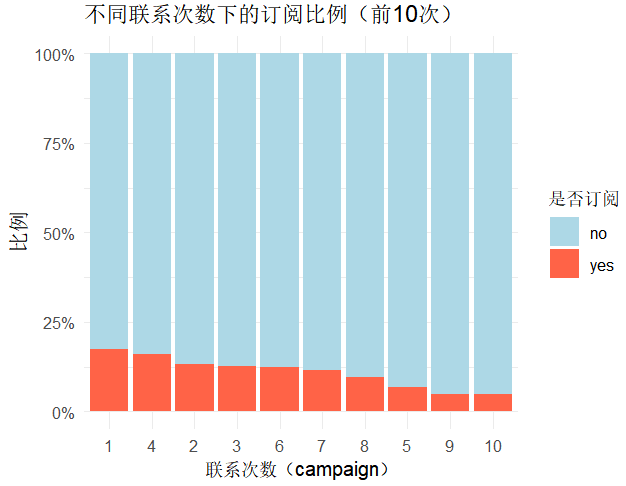 不同联系次数下的订阅比例（前10次）
100%
75%
50%
25%
0%
比例
1 4 2 3 6 7 8 5 9 10
联系次数（campaign）
是否订阅
no
yes